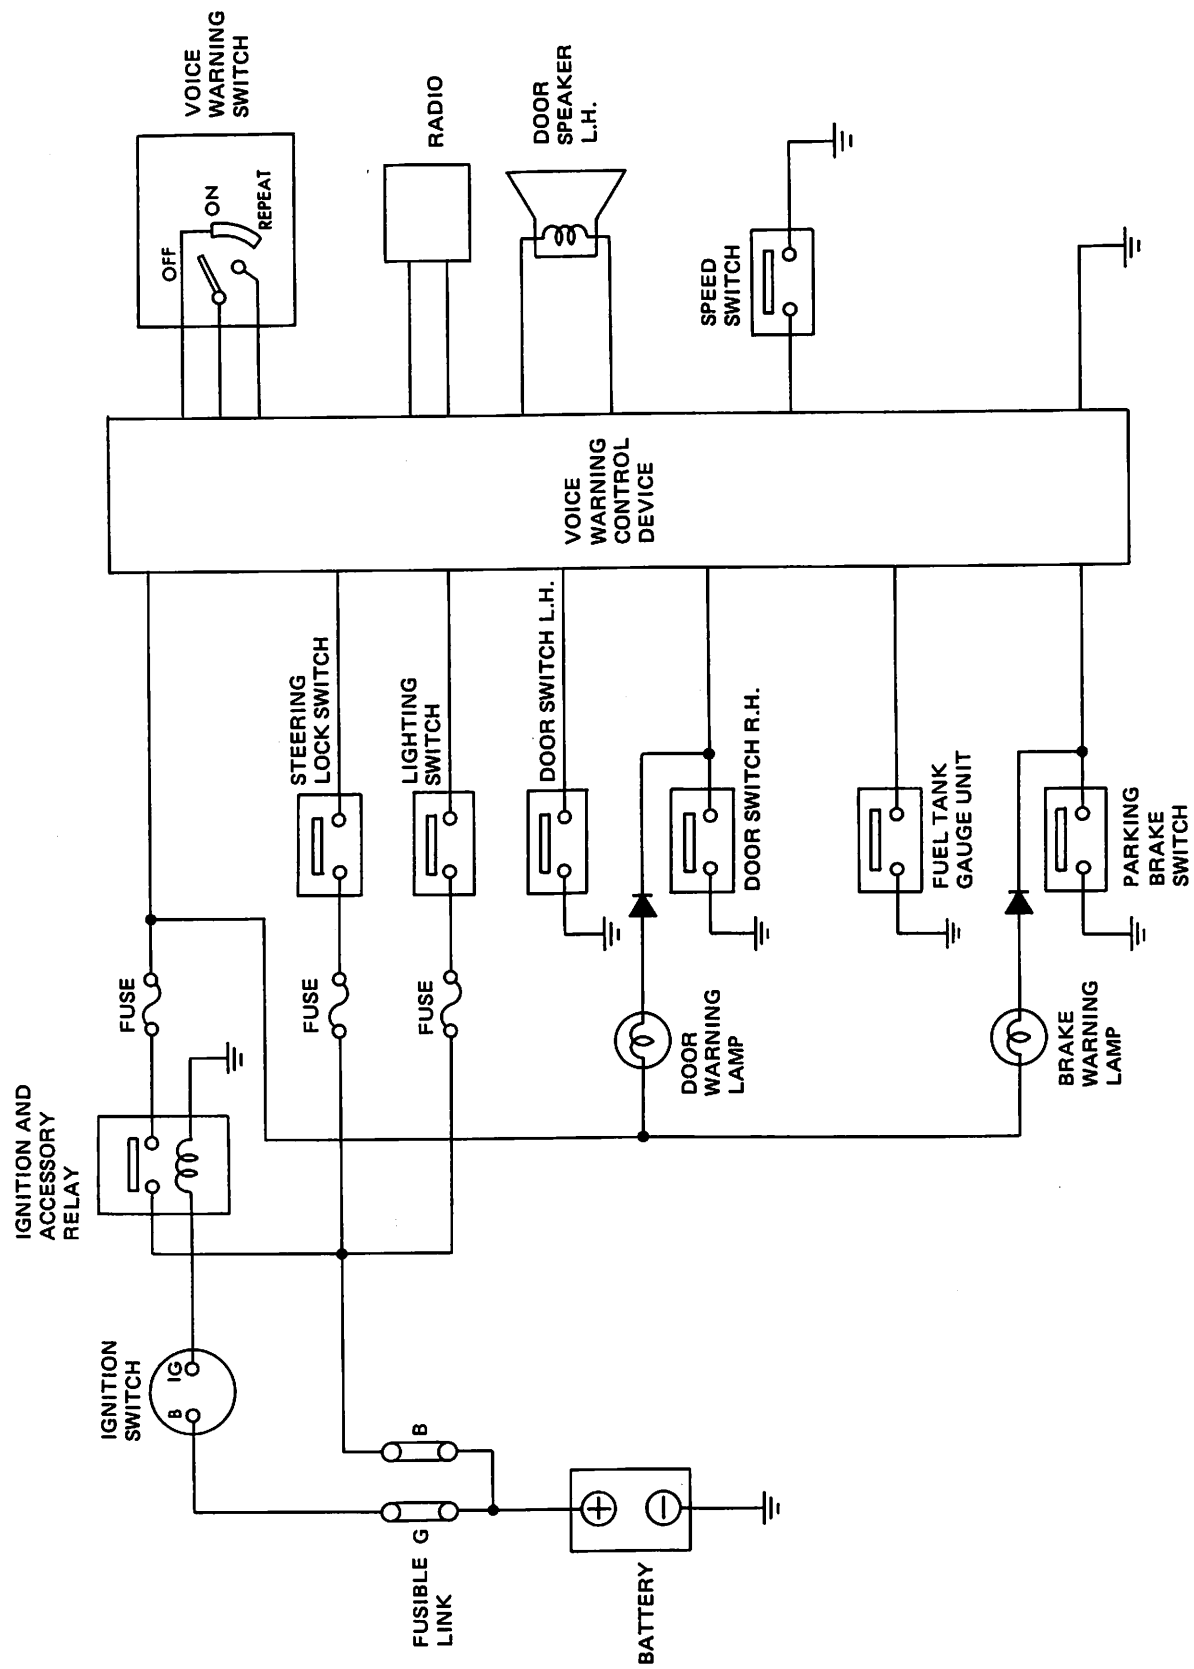 VOICE
WARNING
SWITCH
OFF
ON
REPEAT
RADIO
DOOR
SPEAKER
L.H.
SPEED
SWITCH
VOICE
WARNING
CONTROL
DEVICE
STEERING
LOCK SWITCH
LIGHTING
SWITCH
DOOR SWITCH L.H.
DOOR SWITCH R.H.
FUEL TANK
GAUGE UNIT
PARKING
BRAKE
SWITCH
FUSE
FUSE
FUSE
DOOR
WARNING
LAMP
BRAKE
WARNING
LAMP
IGNITION AND
ACCESSORY
RELAY
IGNITION
SWITCH
B
IG
B
FUSIBLE G
LINK
BATTERY
+
−